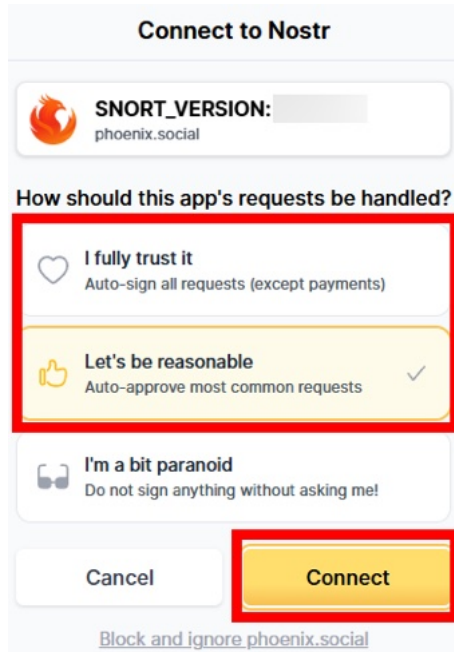 Connect to Nostr
SNORT_VERSION:
phoenix.social
How should this app's requests be handled?
I fully trust it
Auto-sign all requests (except payments)
Let's be reasonable
Auto-approve most common requests
I'm a bit paranoid
Do not sign anything without asking me!
Cancel
Connect
Block and ignore phoenix.social